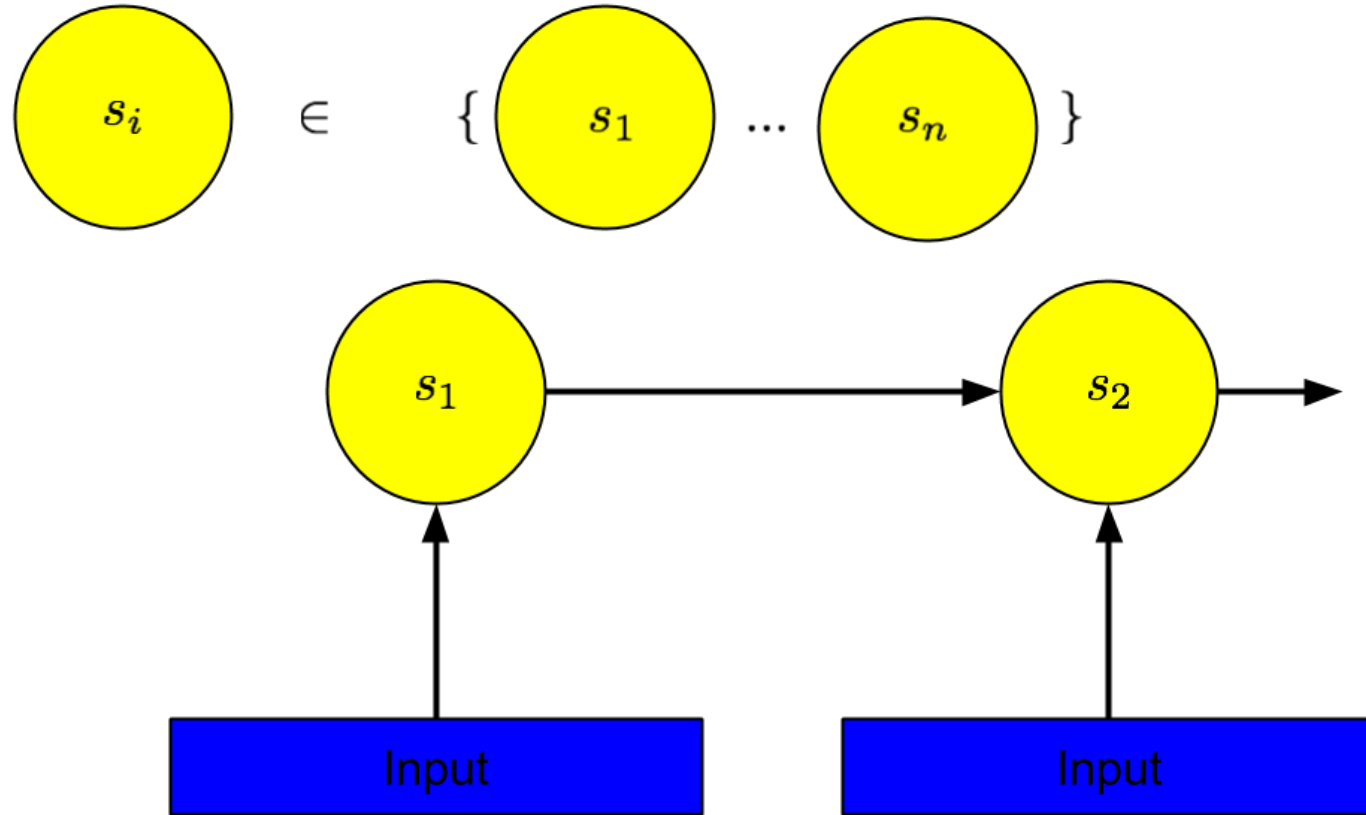 sᵢ ∈ { s₁ ... sₙ }
s₁ s₂
Input Input